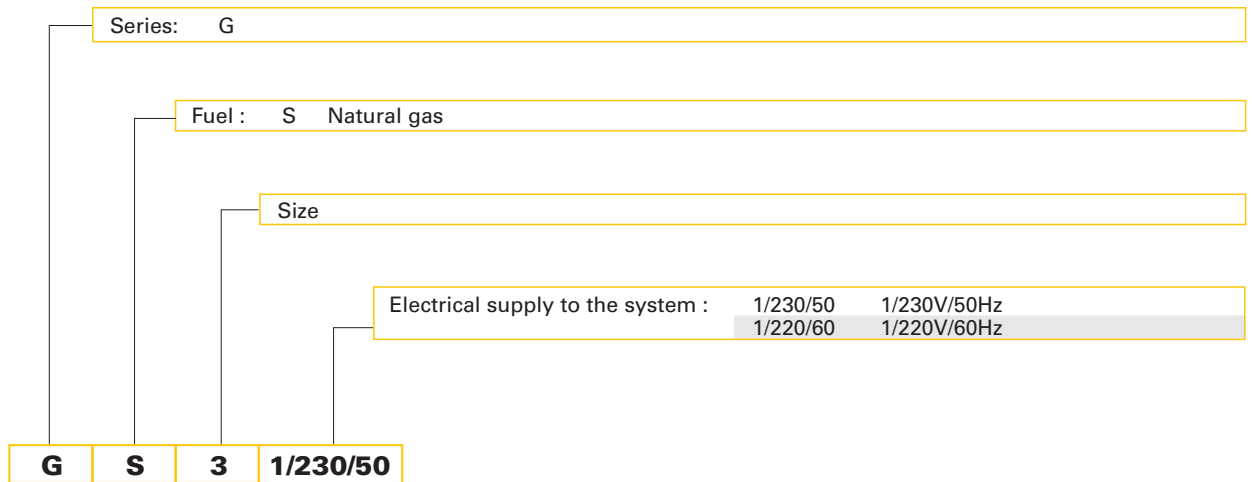 Series: G
Fuel : S Natural gas
Size
Electrical supply to the system : 1/230/50 1/230V/50Hz
1/220/60 1/220V/60Hz
G S 3 1/230/50